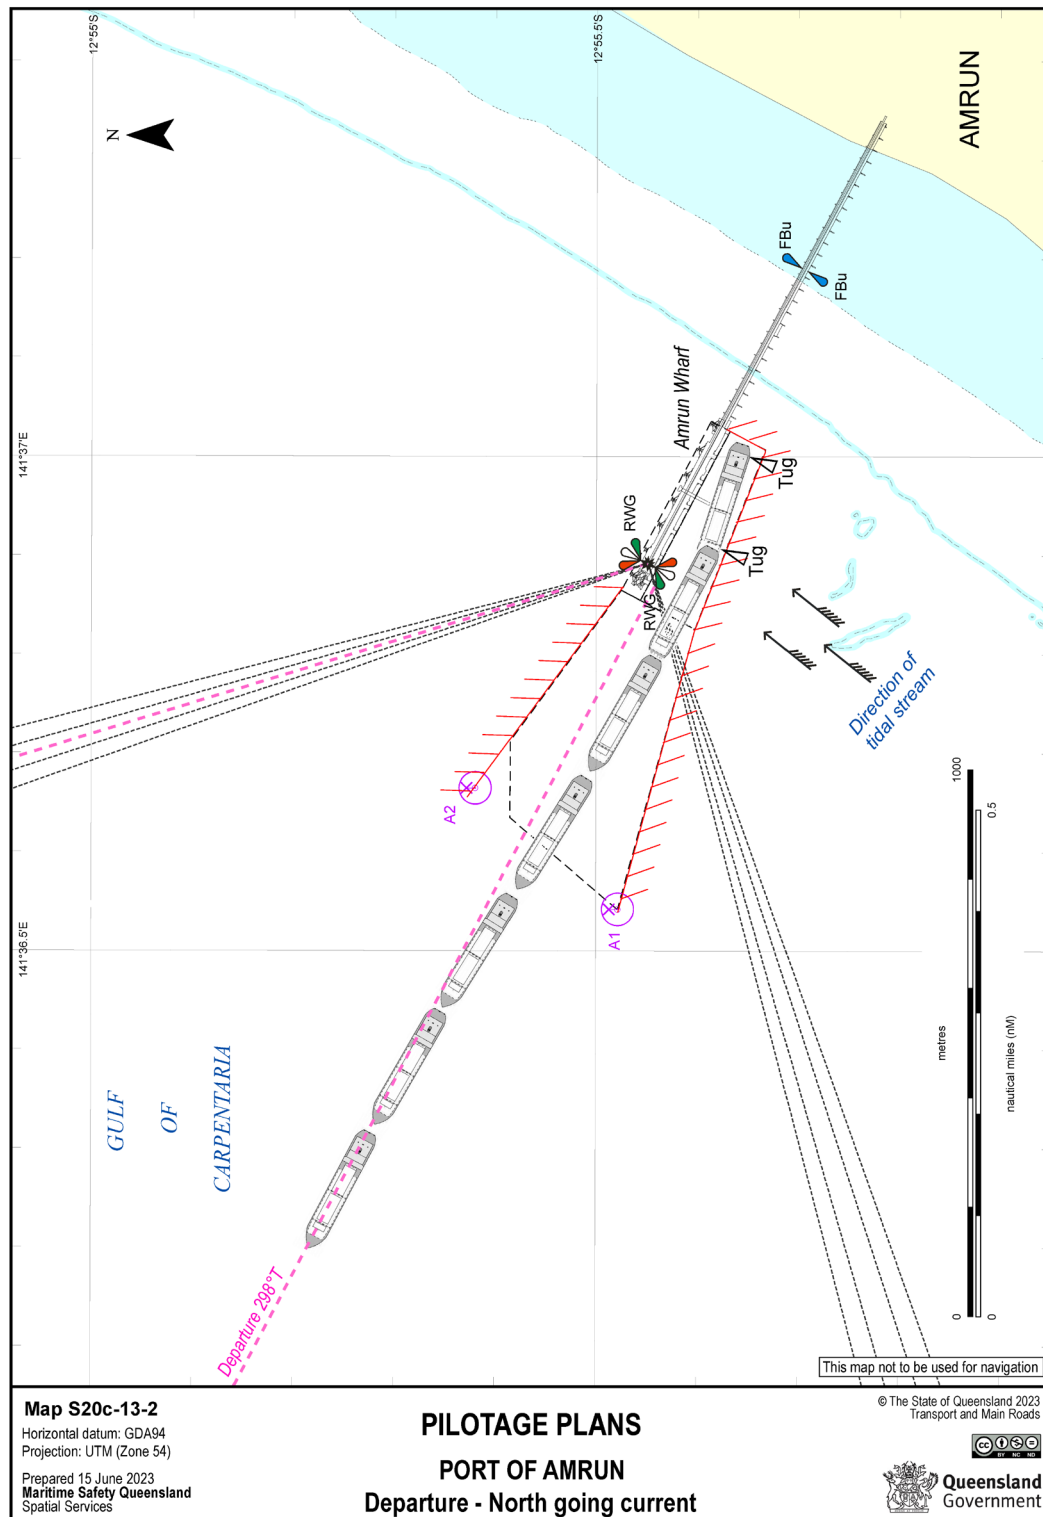 12°55'S
12°55.5'S
N
AMRUN
FBu
FBu
141°37'E
Amrun Wharf
RWG
RWG
Tug
Tug
Direction of
tidal stream
A2
A1
141°36.5'E
1000
0.5
metres
nautical miles (nM)
0
0
GULF
OF
CARPENTARIA
Departure 298°T
This map not to be used for navigation
Map S20c-13-2
Horizontal datum: GDA94
Projection: UTM (Zone 54)
Prepared 15 June 2023
Maritime Safety Queensland
Spatial Services
PILOTAGE PLANS
PORT OF AMRUN
Departure - North going current
© The State of Queensland 2023
Transport and Main Roads
cc
BY NC ND
Queensland
Government